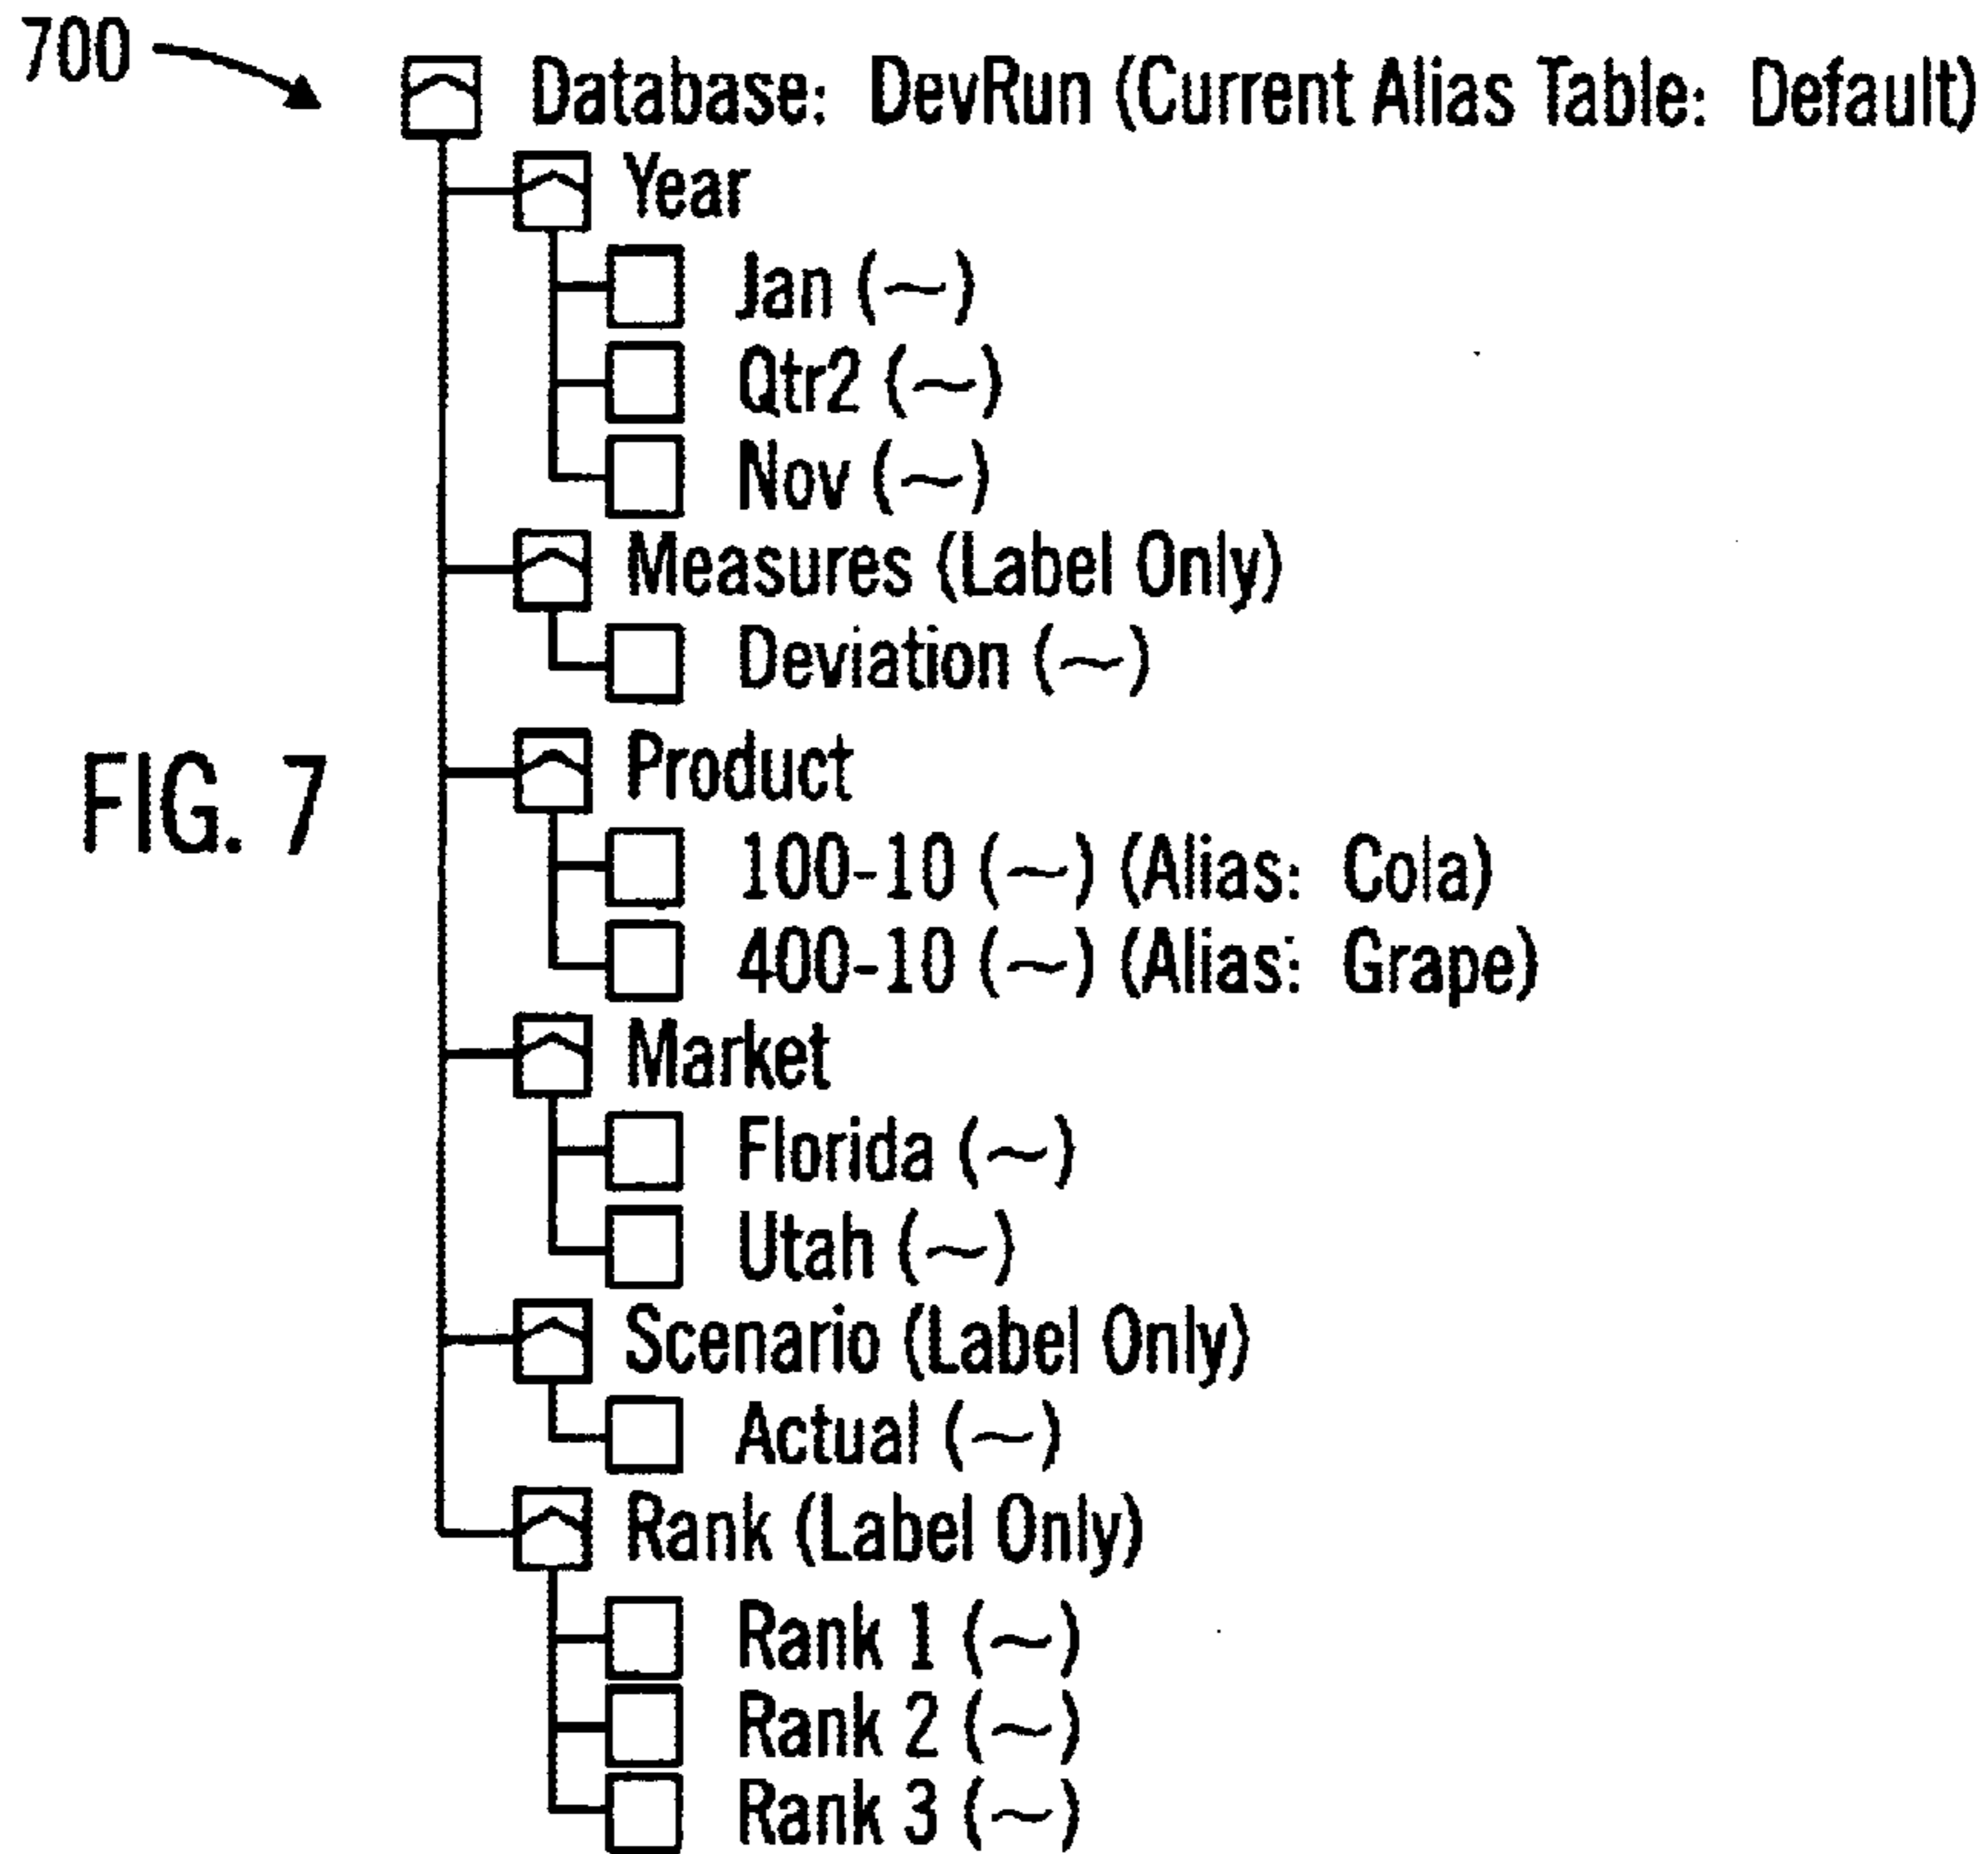 700
Database: DevRun (Current Alias Table: Default)
Year
Jan (~)
Qtr2 (~)
Nov (~)
Measures (Label Only)
Deviation (~)
FIG. 7
Product
100-10 (~) (Alias: Cola)
400-10 (~) (Alias: Grape)
Market
Florida (~)
Utah (~)
Scenario (Label Only)
Actual (~)
Rank (Label Only)
Rank 1 (~)
Rank 2 (~)
Rank 3 (~)